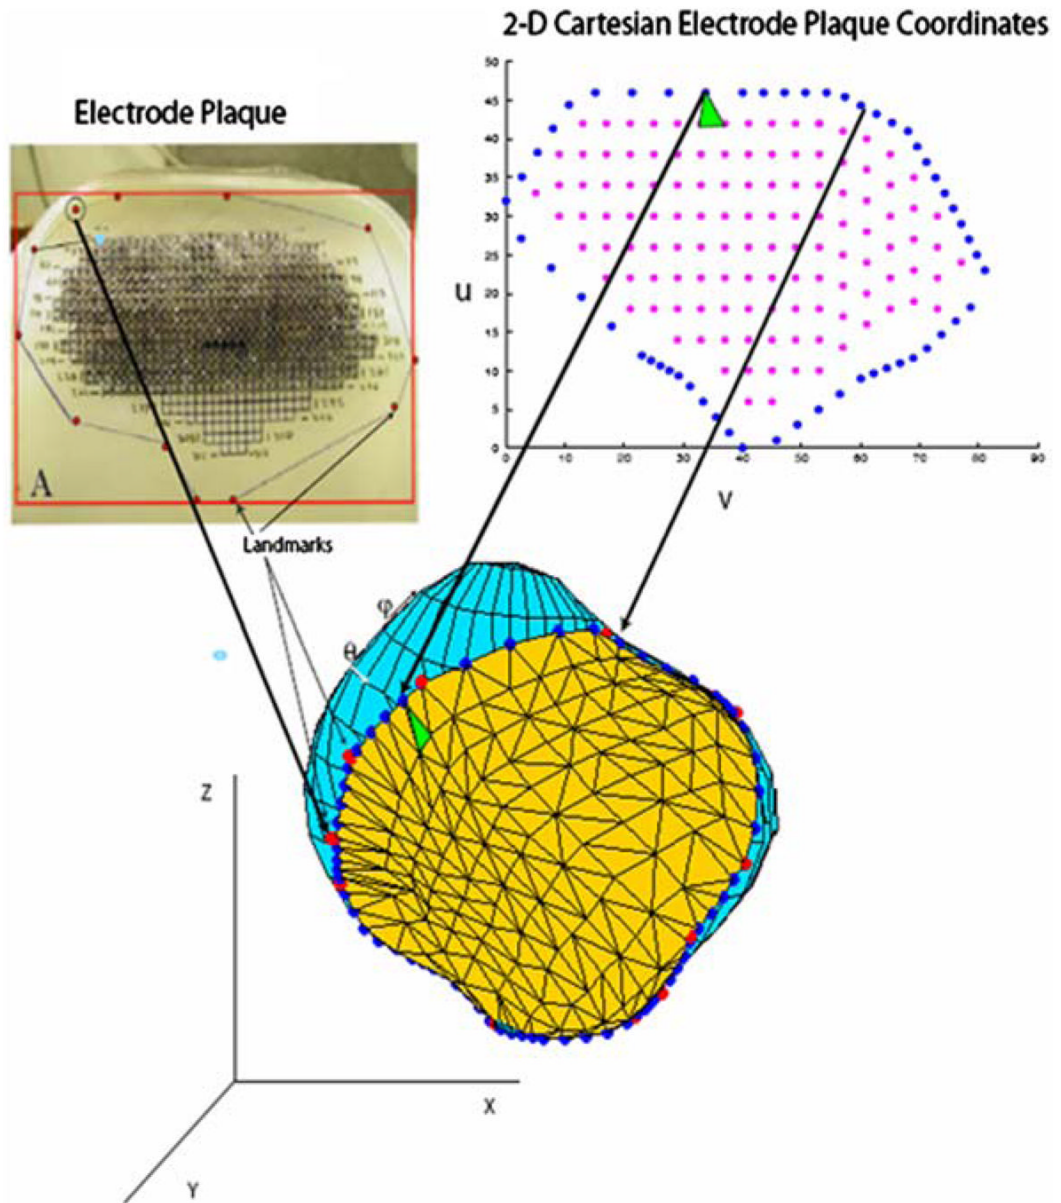 2-D Cartesian Electrode Plaque Coordinates
Electrode Plaque
50
45
40
35
30
25
20
15
10
5
0
u
0 10 20 30 40 50 60 70 80 90
V
A
Landmarks
φ
θ
Z
X
Y